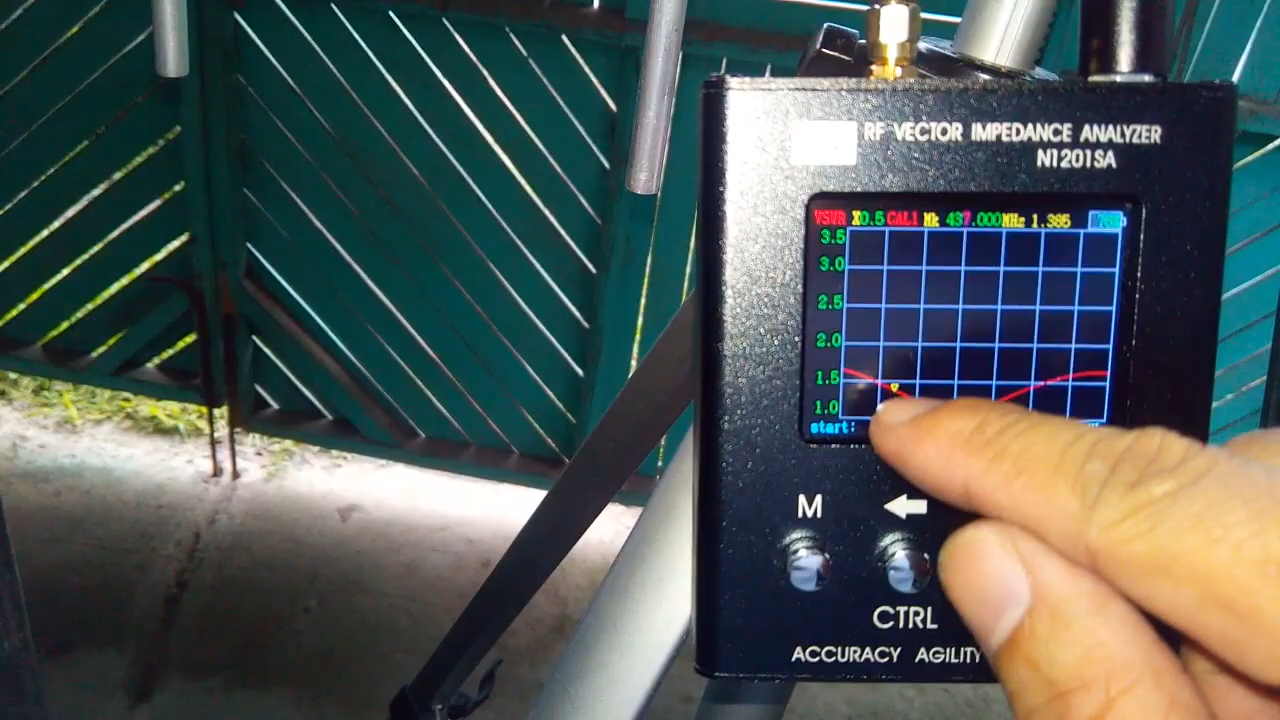 RF VECTOR IMPEDANCE ANALYZER
N1201SA
VSWR X0.5 CAL1 Mk 437.000MHz 1.385
3.5
3.0
2.5
2.0
1.5
1.0
start:
M
CTRL
ACCURACY AGILITY